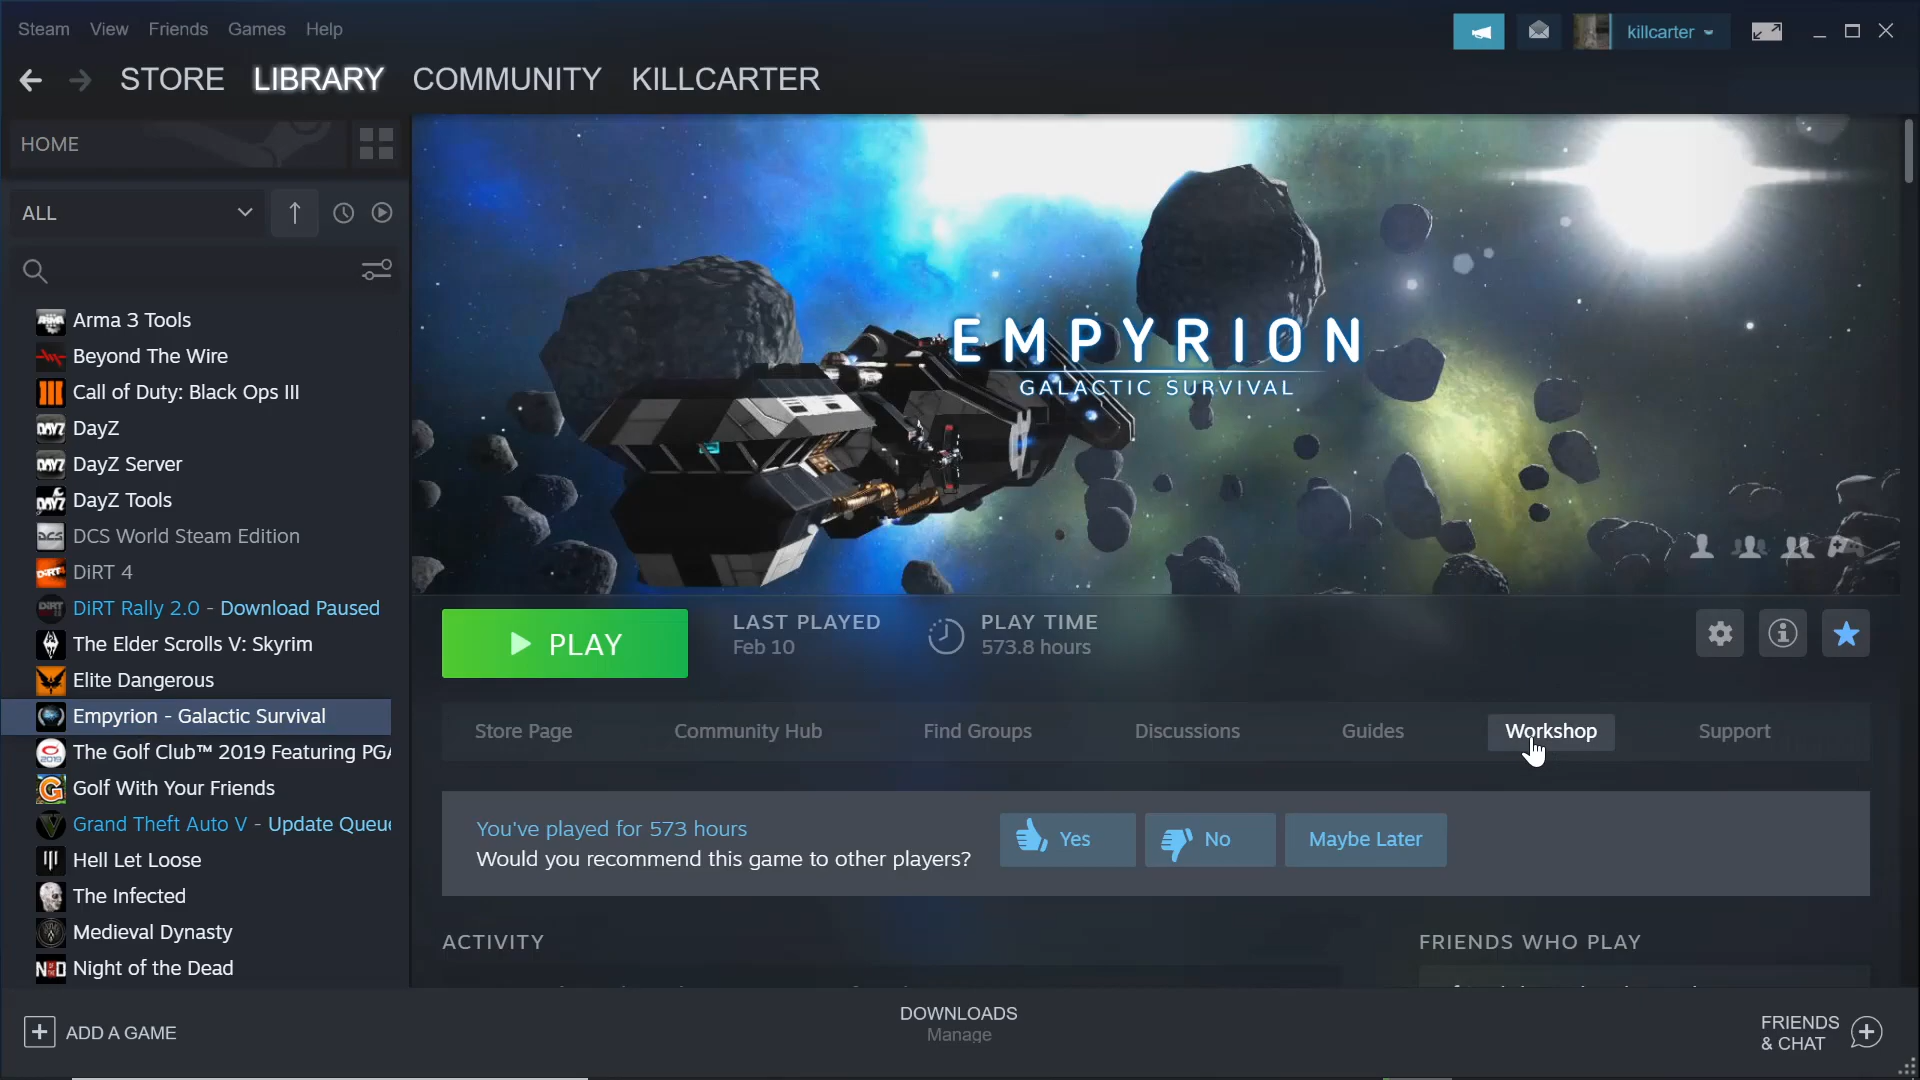 Steam View Friends Games Help
killcarter
STORE LIBRARY COMMUNITY KILLCARTER
HOME
ALL
Arma 3 Tools
Beyond The Wire
Call of Duty: Black Ops III
DayZ
DayZ Server
DayZ Tools
DCS World Steam Edition
DiRT 4
DiRT Rally 2.0 - Download Paused
The Elder Scrolls V: Skyrim
Elite Dangerous
Empyrion - Galactic Survival
The Golf Club™ 2019 Featuring PGA
Golf With Your Friends
Grand Theft Auto V - Update
Hell Let Loose
The Infected
Medieval Dynasty
Night of the Dead
ADD A GAME
EMPYRION
GALACTIC SURVIVAL
PLAY
LAST PLAYED
Feb 10
PLAY TIME
573.8 hours
Store Page Community Hub Find Groups Discussions Guides Workshop Support
You've played for 573 hours
Would you recommend this game to other players?
Yes No Maybe Later
ACTIVITY
FRIENDS WHO PLAY
DOWNLOADS
Manage
FRIENDS
& CHAT